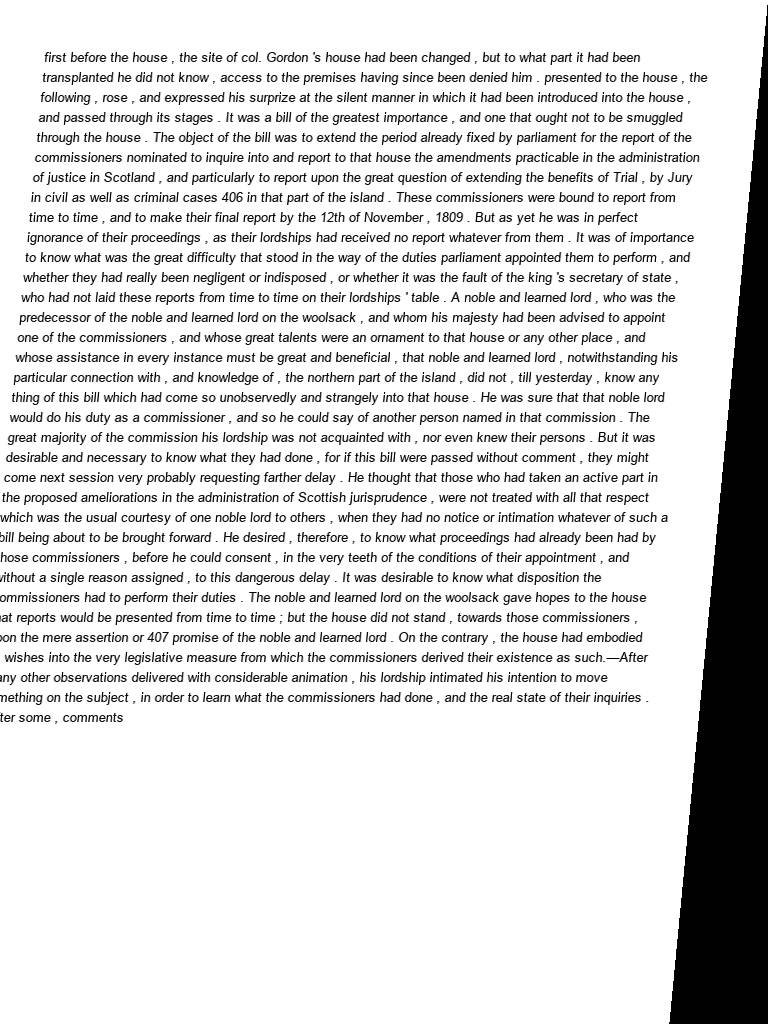 first before the house , the site of col. Gordon 's house had been changed , but to what part it had been
transplanted he did not know , access to the premises having since been denied him . presented to the house , the
following , rose , and expressed his surprize at the silent manner in which it had been introduced into the house ,
and passed through its stages . It was a bill of the greatest importance , and one that ought not to be smuggled
through the house . The object of the bill was to extend the period already fixed by parliament for the report of the
commissioners nominated to inquire into and report to that house the amendments practicable in the administration
of justice in Scotland , and particularly to report upon the great question of extending the benefits of Trial , by Jury
in civil as well as criminal cases 406 in that part of the island . These commissioners were bound to report from
time to time , and to make their final report by the 12th of November , 1809 . But as yet he was in perfect
ignorance of their proceedings , as their lordships had received no report whatever from them . It was of importance
to know what was the great difficulty that stood in the way of the duties parliament appointed them to perform , and
whether they had really been negligent or indisposed , or whether it was the fault of the king 's secretary of state ,
who had not laid these reports from time to time on their lordships ' table . A noble and learned lord , who was the
predecessor of the noble and learned lord on the woolsack , and whom his majesty had been advised to appoint
one of the commissioners , and whose great talents were an ornament to that house or any other place , and
whose assistance in every instance must be great and beneficial , that noble and learned lord , notwithstanding his
particular connection with , and knowledge of , the northern part of the island , did not , till yesterday , know any
thing of this bill which had come so unobservedly and strangely into that house . He was sure that that noble lord
would do his duty as a commissioner , and so he could say of another person named in that commission . The
great majority of the commission his lordship was not acquainted with , nor even knew their persons . But it was
desirable and necessary to know what they had done , for if this bill were passed without comment , they might
come next session very probably requesting farther delay . He thought that those who had taken an active part in
the proposed ameliorations in the administration of Scottish jurisprudence , were not treated with all that respect
which was the usual courtesy of one noble lord to others , when they had no notice or intimation whatever of such a
bill being about to be brought forward . He desired , therefore , to know what proceedings had already been had by
hose commissioners , before he could consent , in the very teeth of the conditions of their appointment , and
ithout a single reason assigned , to this dangerous delay . It was desirable to know what disposition the
ommissioners had to perform their duties . The noble and learned lord on the woolsack gave hopes to the house
at reports would be presented from time to time ; but the house did not stand , towards those commissioners ,
on the mere assertion or 407 promise of the noble and learned lord . On the contrary , the house had embodied
wishes into the very legislative measure from which the commissioners derived their existence as such.—After
any other observations delivered with considerable animation , his lordship intimated his intention to move
mething on the subject , in order to learn what the commissioners had done , and the real state of their inquiries .
ter some , comments